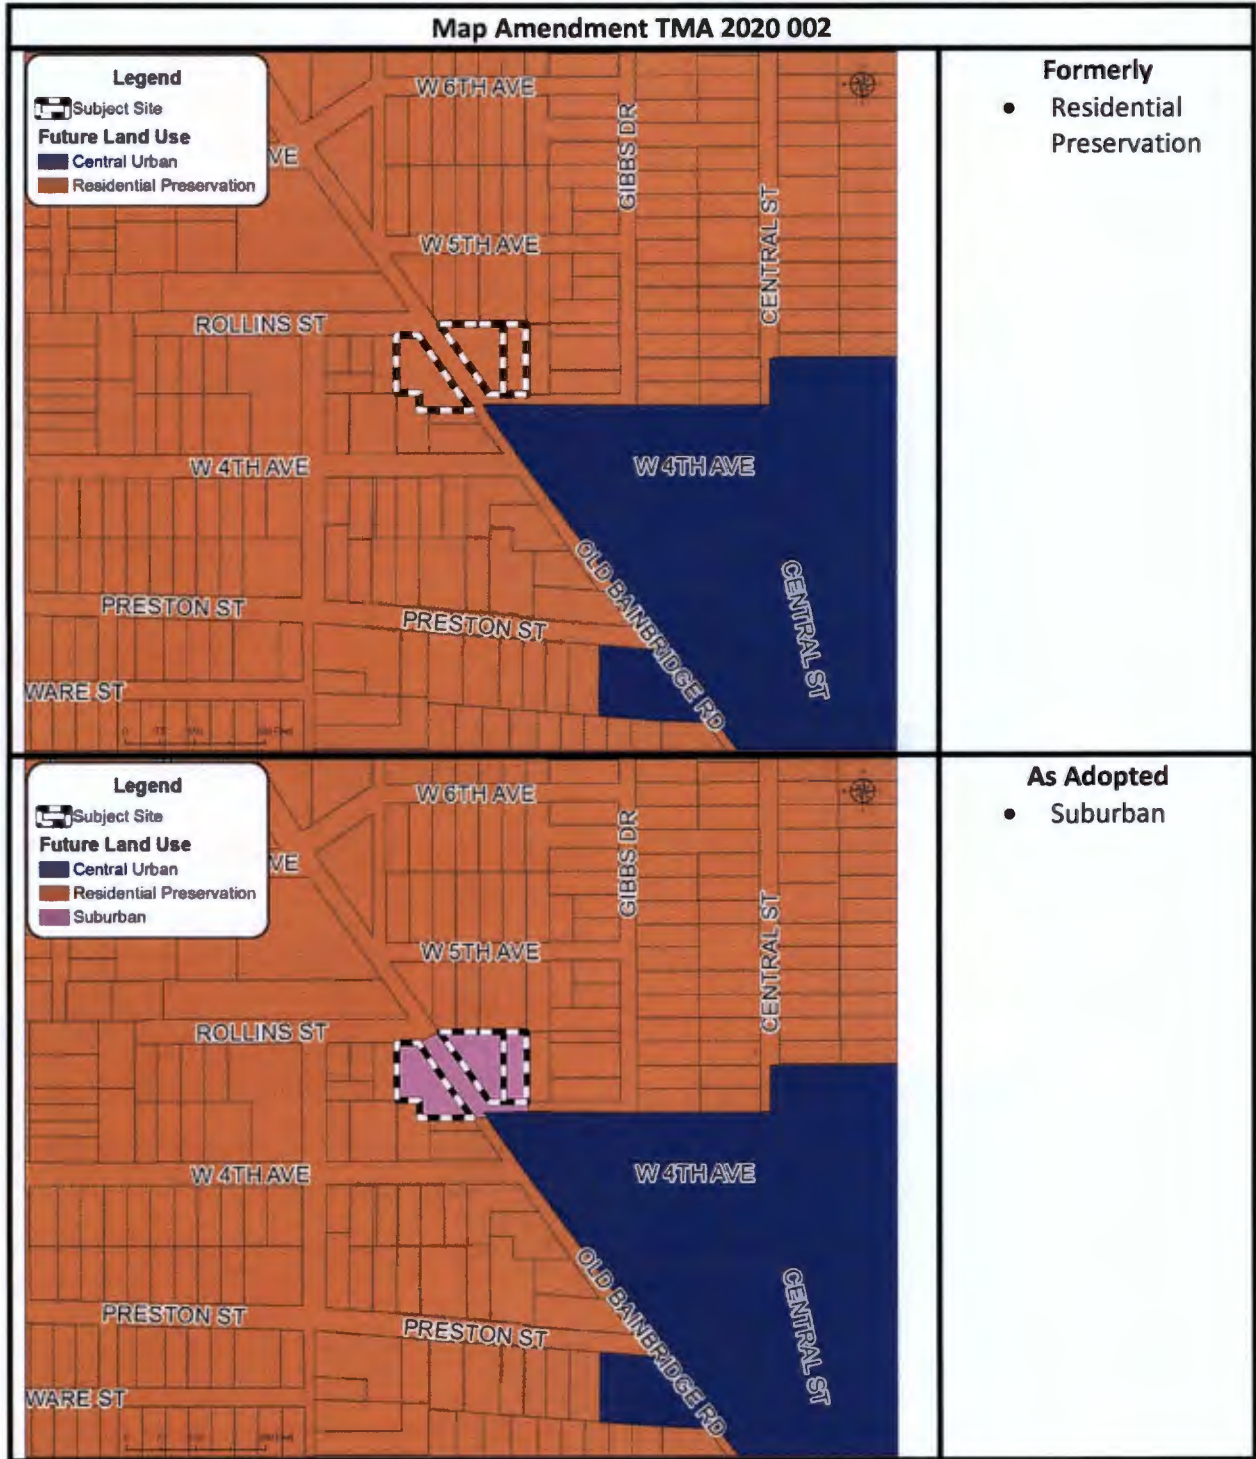 Map Amendment TMA 2020 002
Legend
Subject Site
Future Land Use
Central Urban
Residential Preservation
VE
W 6TH AVE
GIBBS DR
CENTRAL ST
W 5TH AVE
ROLLINS ST
W 4TH AVE
W 4TH AVE
OLD BAINBRIDGE RD
CENTRAL ST
PRESTON ST
PRESTON ST
WARE ST
Formerly
• Residential
Preservation
Legend
Subject Site
Future Land Use
Central Urban
Residential Preservation
Suburban
VE
W 6TH AVE
GIBBS DR
CENTRAL ST
W 5TH AVE
ROLLINS ST
W 4TH AVE
W 4TH AVE
OLD BAINBRIDGE RD
CENTRAL ST
PRESTON ST
PRESTON ST
WARE ST
As Adopted
• Suburban